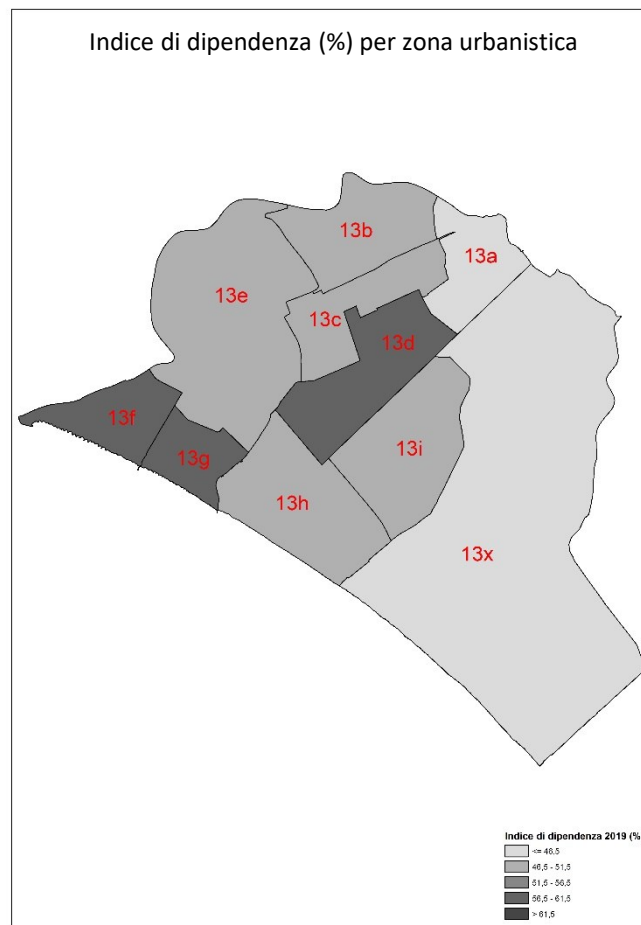 Indice di dipendenza (%) per zona urbanistica
13b
13a
13e
13c
13d
13f
13i
13g
13h
13x
Indice di dipendenza 2019 (%
<= 46,5
46,5 - 51,5
51,5 - 56,5
56,5 - 61,5
> 61,5